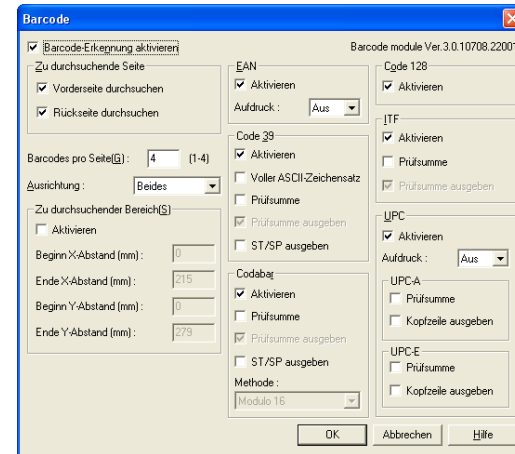 Barcode
Barcode-Erkennung aktivieren
Barcode module Ver.3.0.10708.22001
Zu durchsuchende Seite
Vorderseite durchsuchen
Rückseite durchsuchen
Barcodes pro Seite(G) : 4 (1-4)
Ausrichtung : Beides
Zu durchsuchender Bereich(S)
Aktivieren
Beginn X-Abstand (mm) : 0
Ende X-Abstand (mm) : 215
Beginn Y-Abstand (mm) : 0
Ende Y-Abstand (mm) : 279
EAN
Aktivieren
Aufdruck : Aus
Code 39
Aktivieren
Voller ASCII-Zeichensatz
Prüfsumme
Prüfsumme ausgeben
ST/SP ausgeben
Codabar
Aktivieren
Prüfsumme
Prüfsumme ausgeben
ST/SP ausgeben
Methode :
Modulo 16
Code 128
Aktivieren
ITF
Aktivieren
Prüfsumme
Prüfsumme ausgeben
UPC
Aktivieren
Aufdruck : Aus
UPC-A
Prüfsumme
Kopfzeile ausgeben
UPC-E
Prüfsumme
Kopfzeile ausgeben
OK
Abbrechen
Hilfe